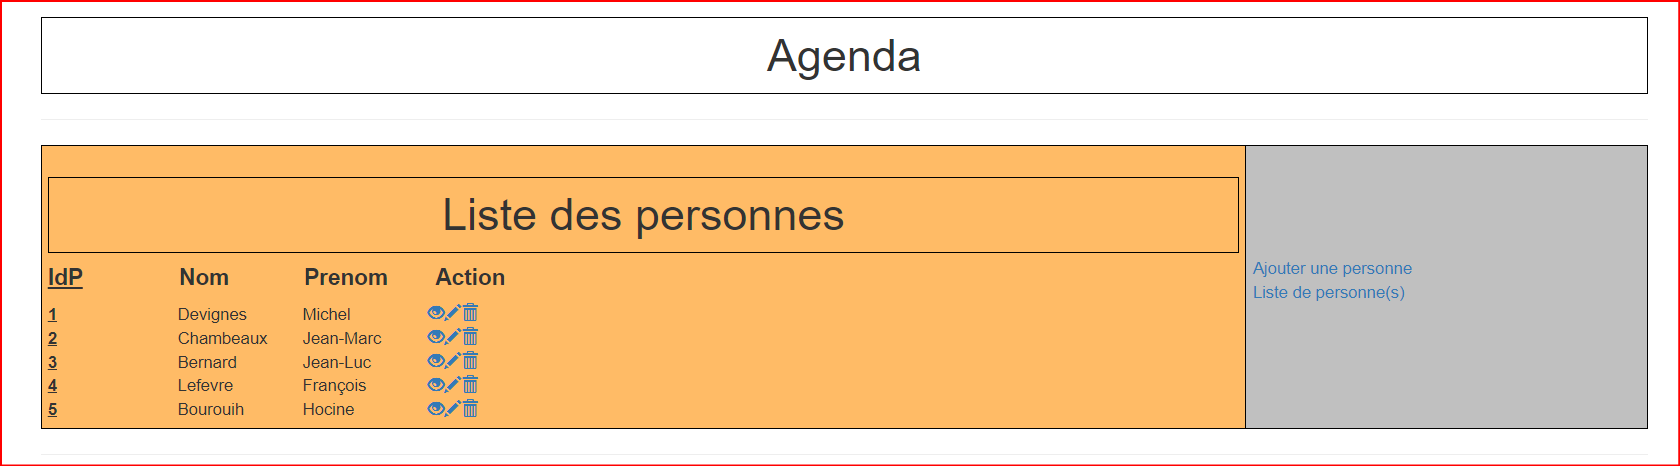 Agenda
Liste des personnes
IdP Nom Prenom Action
1 Devignes Michel
2 Chambeaux Jean-Marc
3 Bernard Jean-Luc
4 Lefevre François
5 Bourouih Hocine
Ajouter une personne
Liste de personne(s)